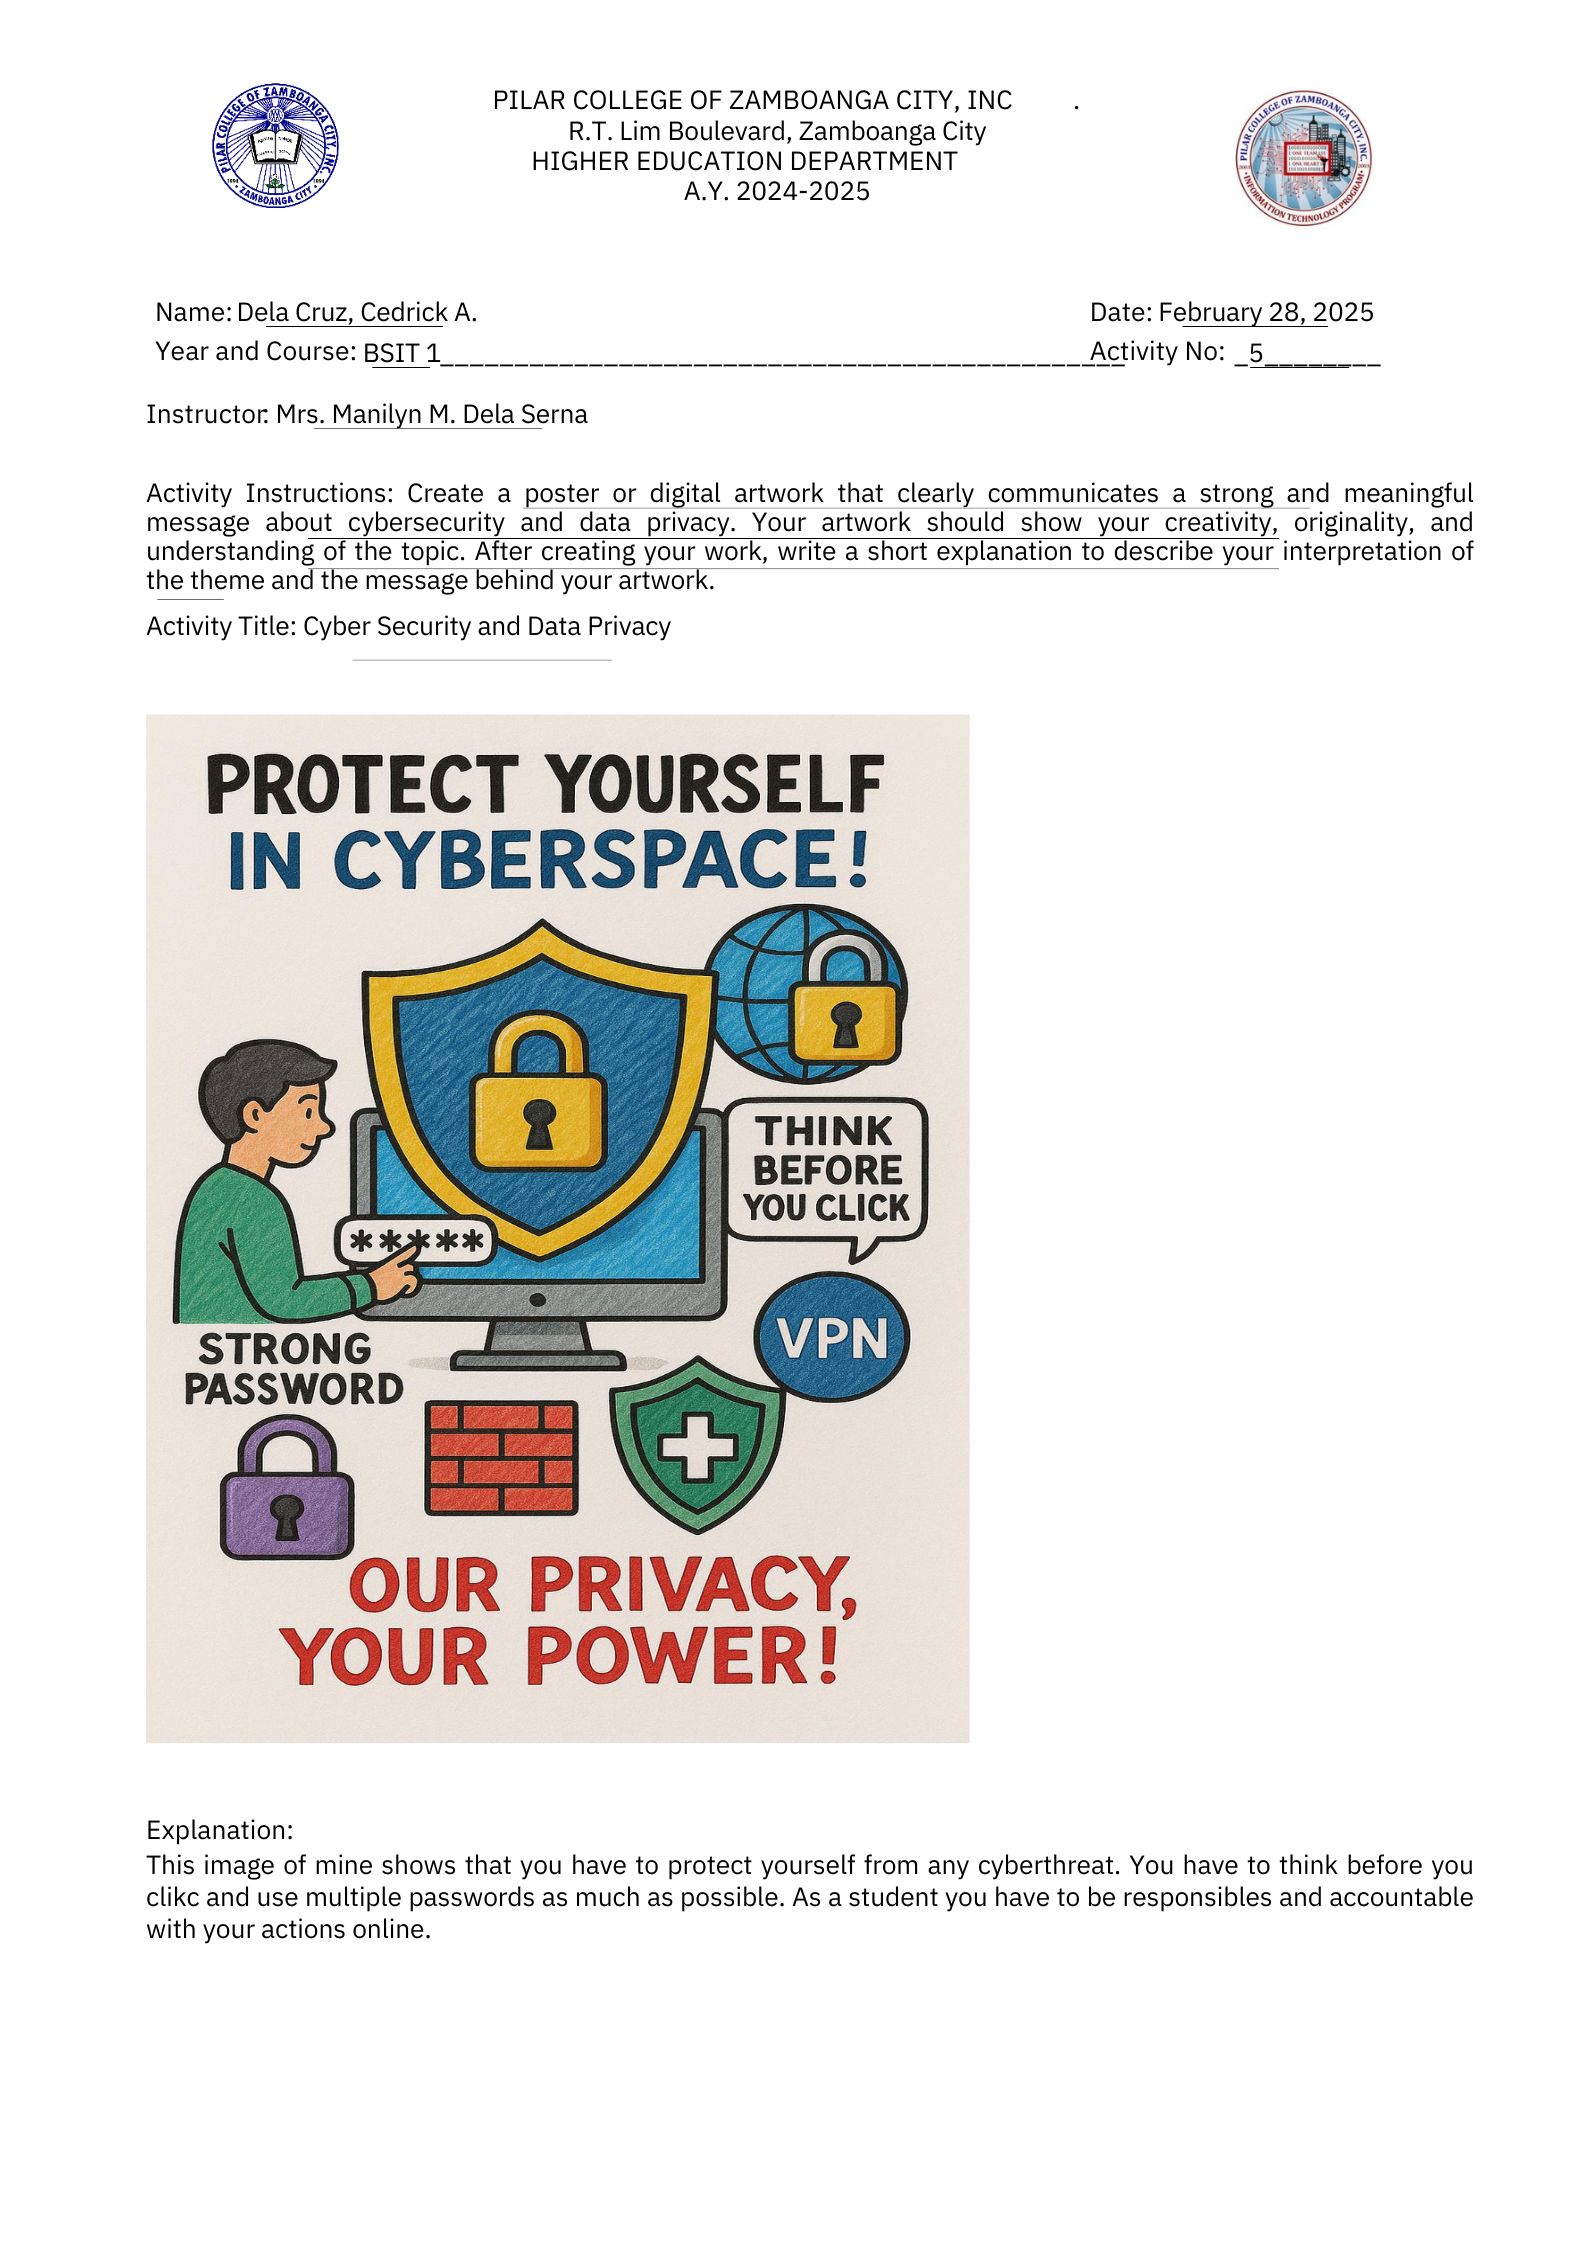 PILAR COLLEGE OF ZAMBOANGA CITY, INC.
PILAR COLLEGE OF ZAMBOANGA CITY, INC .
PILAR COLLEGE OF ZAMBOANGA CITY, INC.
R.T. Lim Boulevard, Zamboanga City
HIGHER EDUCATION DEPARTMENT
A.Y. 2024-2025
ZAMBOANGA CITY
1 ONE TEAM
1 ONE HEART
INFORMATION TECHNOLOGY PROGRAM
Name: Dela Cruz, Cedrick A. Date: February 28, 2025
Year and Course: BSIT 1______________________________________________Activity No: _5________
Instructor: Mrs. Manilyn M. Dela Serna
Activity Instructions: Create a poster or digital artwork that clearly communicates a strong and meaningful
message about cybersecurity and data privacy. Your artwork should show your creativity, originality, and
understanding of the topic. After creating your work, write a short explanation to describe your interpretation of
the theme and the message behind your artwork.
Activity Title: Cyber Security and Data Privacy
PROTECT YOURSELF
IN CYBERSPACE!
THINK
BEFORE
YOU CLICK
*****
VPN
STRONG
PASSWORD
OUR PRIVACY,
YOUR POWER!
Explanation:
This image of mine shows that you have to protect yourself from any cyberthreat. You have to think before you
clikc and use multiple passwords as much as possible. As a student you have to be responsibles and accountable
with your actions online.